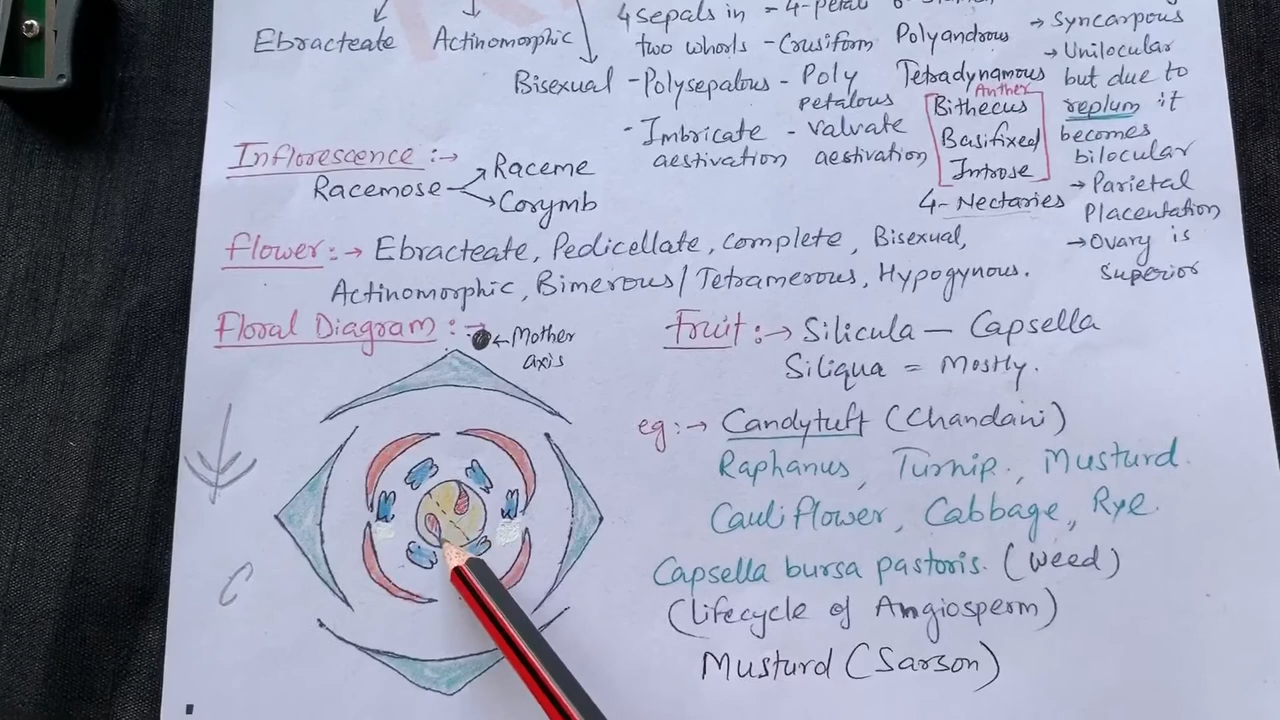 4 sepals in = 4-petal
two whorls - Crusiform
Polyandrous
→ Syncarpous
Ebracteate
Actinomorphic
→ Unilocular
Bisexual - Polysepalous - Poly petalous
Tetradynamous
but due to
Anther
Bithecus
replum it
- Imbricate aestivation
- Valvate aestivation
Basifixed
becomes
Introse
bilocular
4- Nectaries
→ Parietal
Placentation
→ Ovary is
superior
Inflorescence :→
Racemose
Raceme
Corymb
flower :→ Ebracteate, Pedicellate, Complete, Bisexual,
Actinomorphic, Bimerous/Tetramerous, Hypogynous.
Floral Diagram :→
← Mother
axis
Fruit :→ Silicula — Capsella
Siliqua = Mostly.
eg :→ Candytuft (Chandani)
Raphanus, Turnip, Musturd.
Cauliflower, Cabbage, Rye.
Capsella bursa pastoris. (weed)
(Lifecycle of Angiosperm)
Musturd (Sarson)